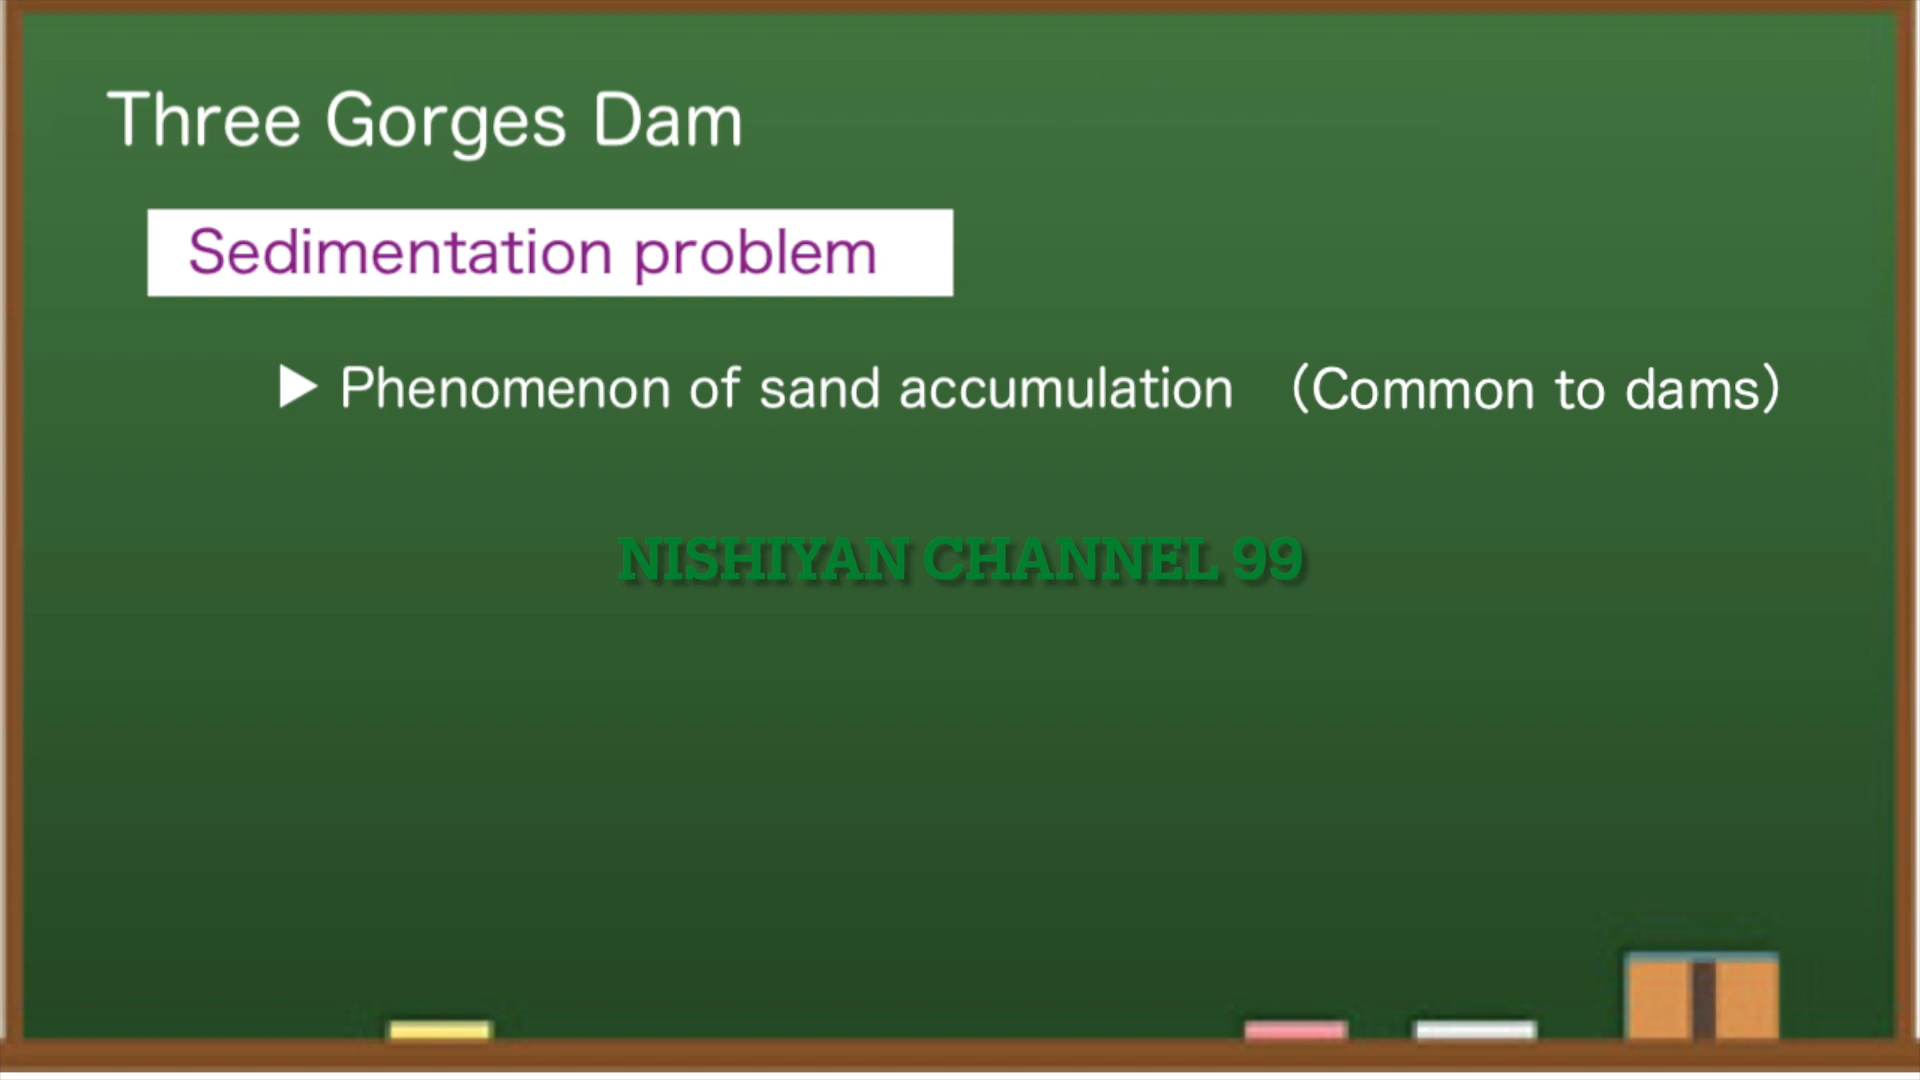 Three Gorges Dam
Sedimentation problem
▶ Phenomenon of sand accumulation （Common to dams）
NISHIYAN CHANNEL 99